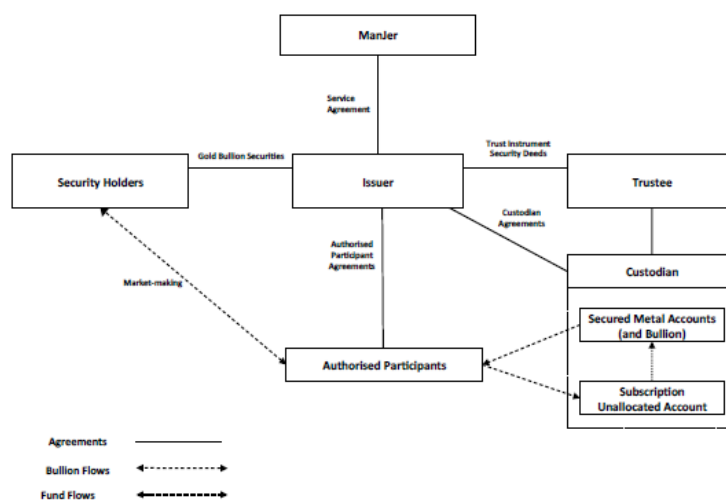 ManJer
Service
Agreement
Trust Instrument
Security Deeds
Gold Bullion Securities
Security Holders
Issuer
Trustee
Custodian
Agreements
Authorised
Participant
Agreements
Custodian
Market-making
Secured Metal Accounts
(and Bullion)
Authorised Participants
Subscription
Unallocated Account
Agreements
Bullion Flows
Fund Flows